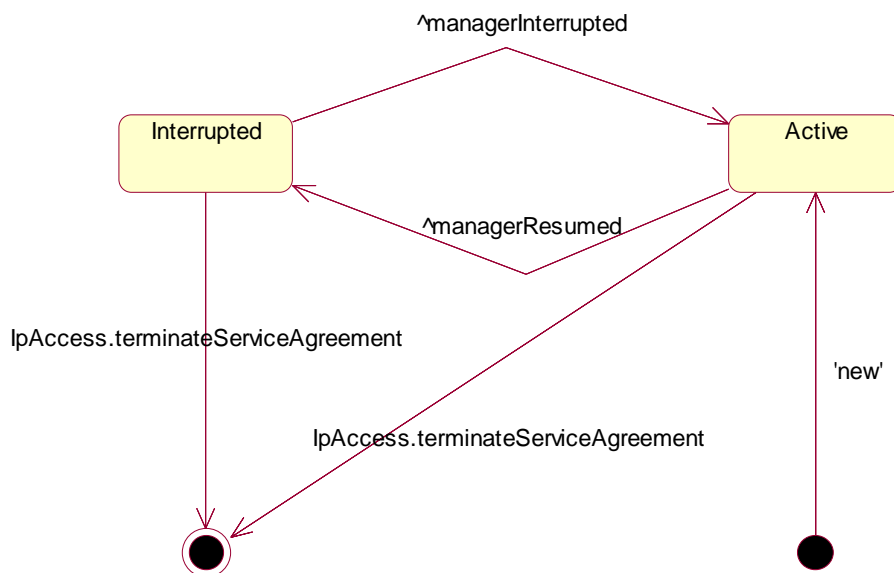 ^managerInterrupted
Interrupted
Active
^managerResumed
IpAccess.terminateServiceAgreement
'new'
IpAccess.terminateServiceAgreement